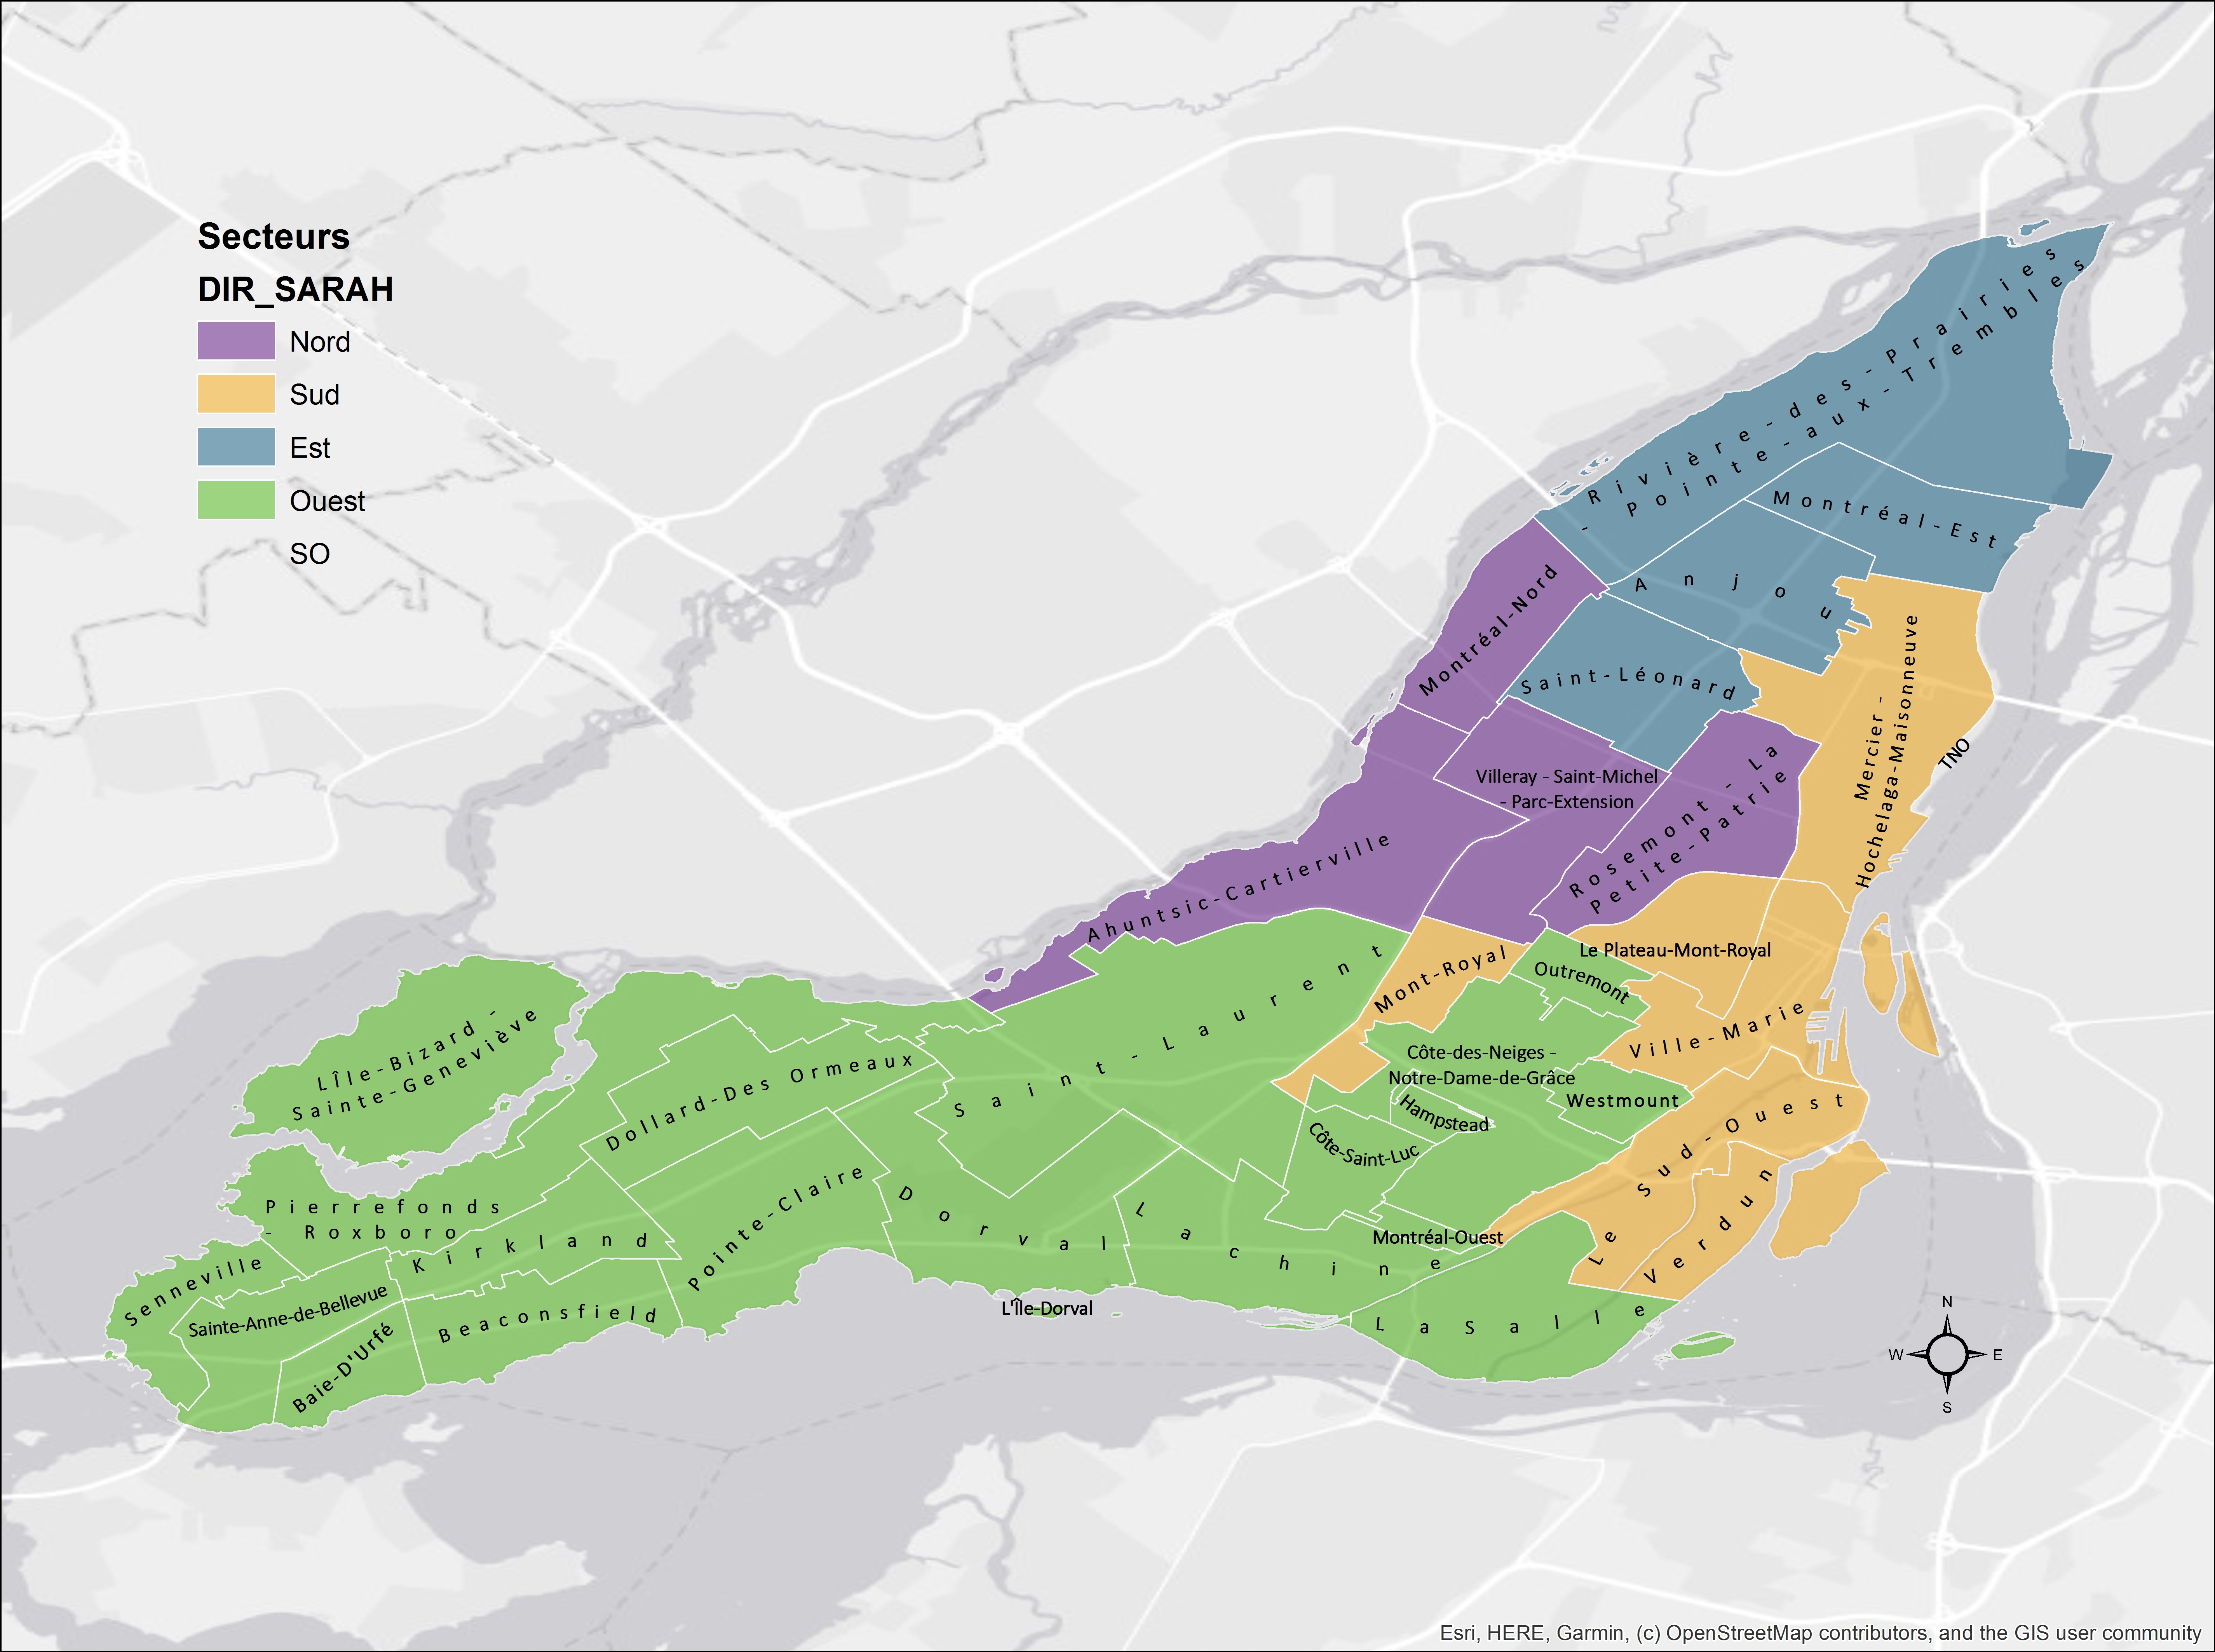 Secteurs
DIR_SARAH
Nord
Sud
Est
Ouest
SO
Rivière-des-Prairies
- Pointe-aux-Trembles
Montréal-Est
Anjou
Montréal-Nord
Saint-Léonard
Mercier -
Hochelaga-Maisonneuve
TNO
Villeray - Saint-Michel
- Parc-Extension
Rosemont - La
Petite-Patrie
Ahuntsic-Cartierville
Le Plateau-Mont-Royal
Mont-Royal
Outremont
Saint-Laurent
Ville-Marie
L'Île-Bizard -
Sainte-Geneviève
Dollard-Des Ormeaux
Côte-des-Neiges -
Notre-Dame-de-Grâce
Westmount
Hampstead
Côte-Saint-Luc
Le Sud-Ouest
Verdun
Pierrefonds
- Roxboro
Kirkland
Pointe-Claire
Dorval
Lachine
Montréal-Ouest
Senneville
Sainte-Anne-de-Bellevue
Baie-D'Urfé
Beaconsfield
L'Île-Dorval
LaSalle
N
W
E
S
Esri, HERE, Garmin, (c) OpenStreetMap contributors, and the GIS user community